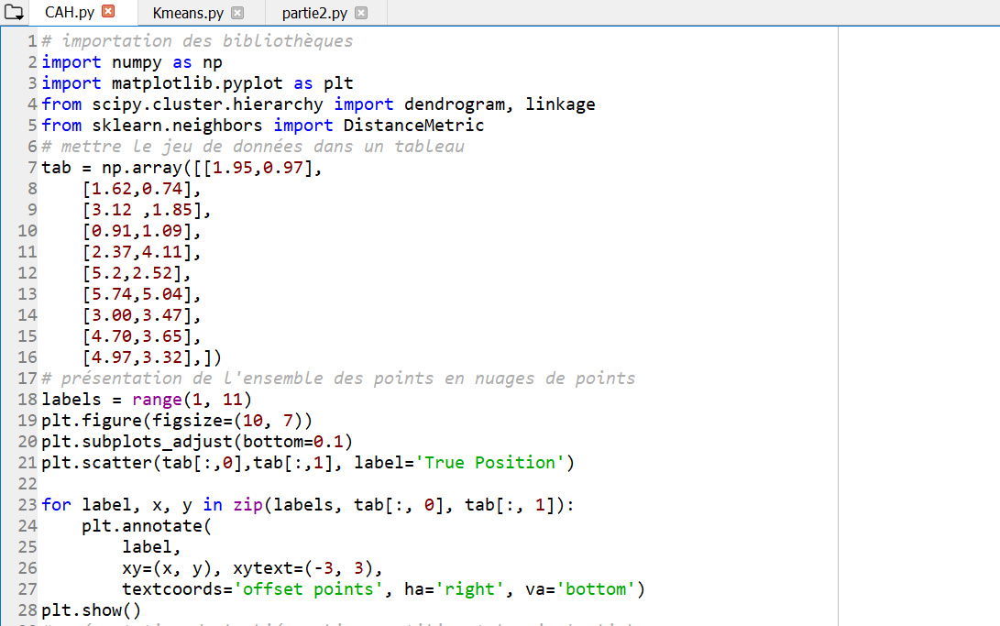 CAH.py Kmeans.py partie2.py
1 # importation des bibliothèques
2 import numpy as np
3 import matplotlib.pyplot as plt
4 from scipy.cluster.hierarchy import dendrogram, linkage
5 from sklearn.neighbors import DistanceMetric
6 # mettre le jeu de données dans un tableau
7 tab = np.array([[1.95,0.97],
8     [1.62,0.74],
9     [3.12 ,1.85],
10     [0.91,1.09],
11     [2.37,4.11],
12     [5.2,2.52],
13     [5.74,5.04],
14     [3.00,3.47],
15     [4.70,3.65],
16     [4.97,3.32],])
17 # présentation de l'ensemble des points en nuages de points
18 labels = range(1, 11)
19 plt.figure(figsize=(10, 7))
20 plt.subplots_adjust(bottom=0.1)
21 plt.scatter(tab[:,0],tab[:,1], label='True Position')
22
23 for label, x, y in zip(labels, tab[:, 0], tab[:, 1]):
24     plt.annotate(
25         label,
26         xy=(x, y), xytext=(-3, 3),
27         textcoords='offset points', ha='right', va='bottom')
28 plt.show()